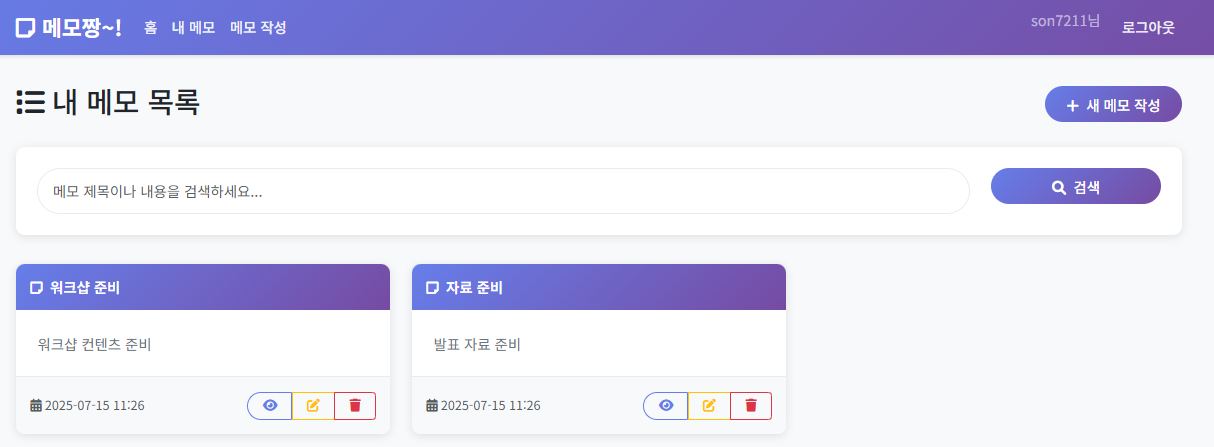 메모짱~!
홈 내 메모 메모 작성
son7211님 로그아웃
내 메모 목록
새 메모 작성
메모 제목이나 내용을 검색하세요...
검색
워크샵 준비
워크샵 컨텐츠 준비
2025-07-15 11:26
자료 준비
발표 자료 준비
2025-07-15 11:26